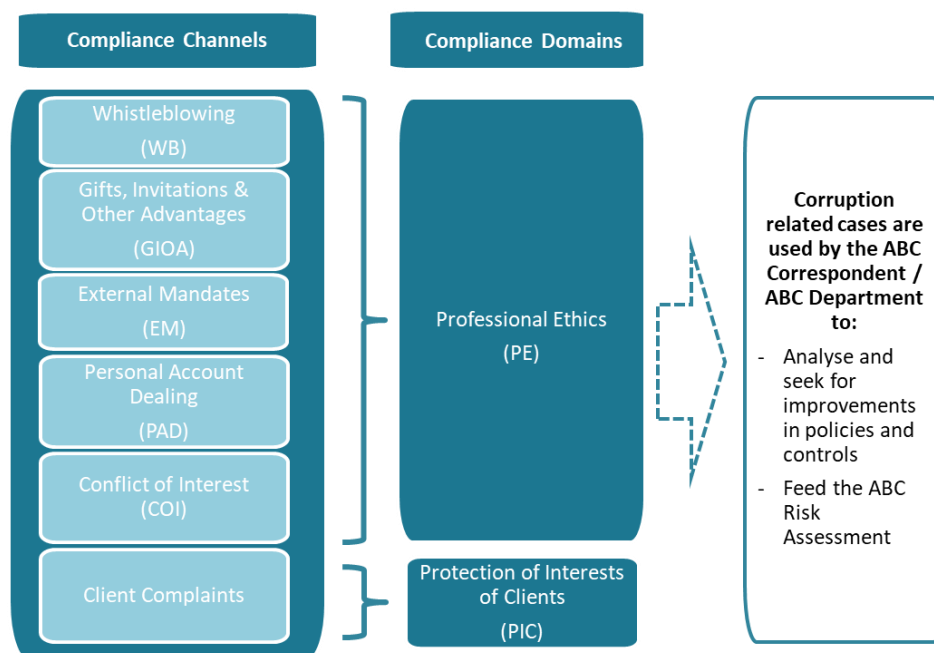 Compliance Channels
Compliance Domains
Whistleblowing
(WB)
Gifts, Invitations &
Other Advantages
(GIOA)
External Mandates
(EM)
Personal Account
Dealing
(PAD)
Conflict of Interest
(COI)
Client Complaints
Professional Ethics
(PE)
Protection of Interests
of Clients
(PIC)
Corruption
related cases are
used by the ABC
Correspondent /
ABC Department
to:
- Analyse and
seek for
improvements
in policies and
controls
- Feed the ABC
Risk
Assessment